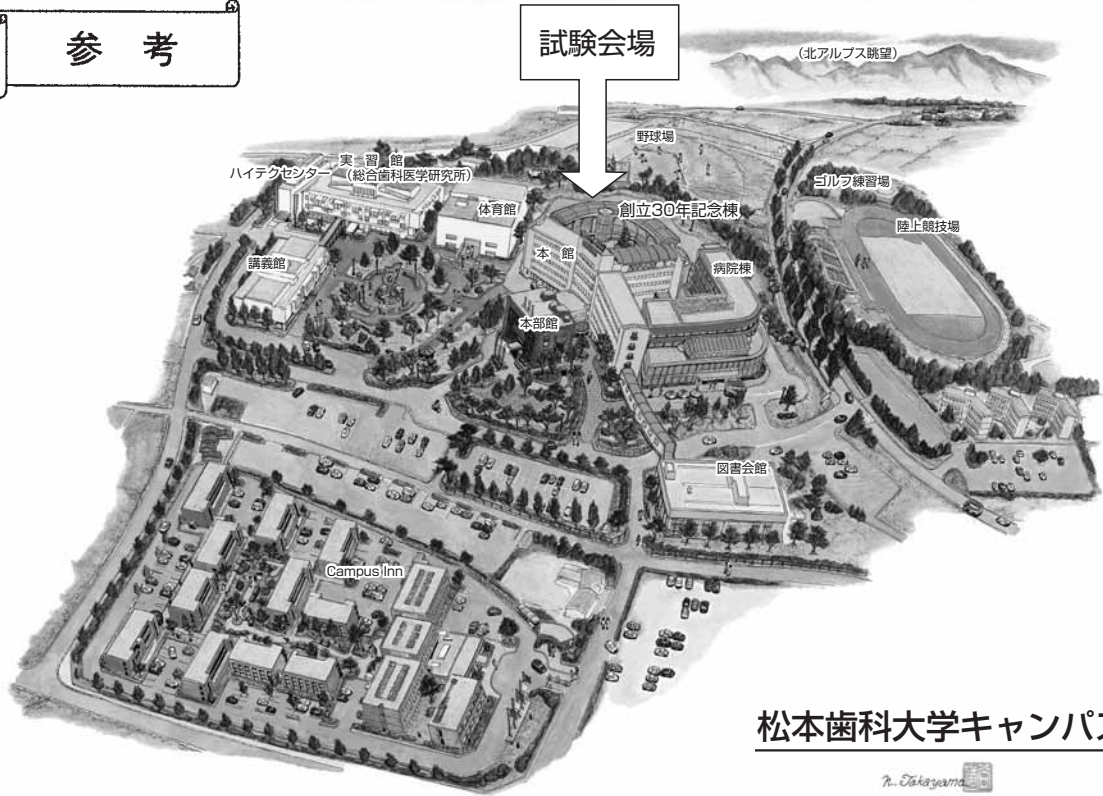 参　考
試験会場
(北アルプス眺望)
野球場
ハイテクセンター
実　習　館
(総合歯科医学研究所)
体育館
創立30年記念棟
ゴルフ練習場
陸上競技場
講義館
本　館
病院棟
本部館
図書会館
Campus Inn
松本歯科大学キャンパス
N. Takayama